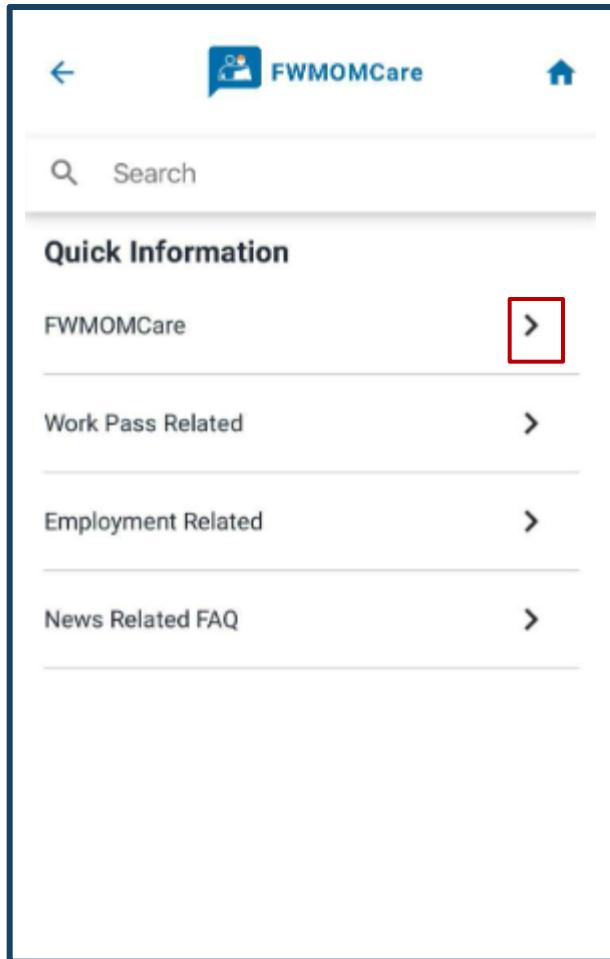 FWMOMCare
Search
Quick Information
FWMOMCare
Work Pass Related
Employment Related
News Related FAQ